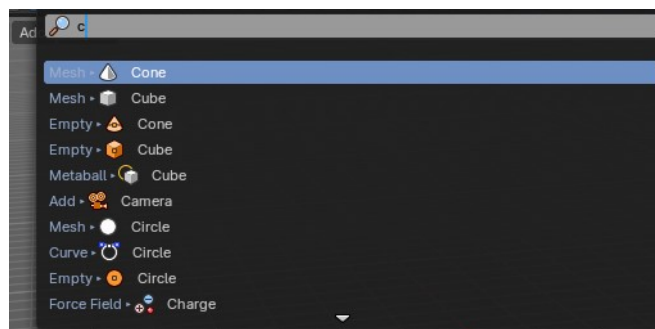 Ad
c
Mesh ▸ Cone
Mesh ▸ Cube
Empty ▸ Cone
Empty ▸ Cube
Metaball ▸ Cube
Add ▸ Camera
Mesh ▸ Circle
Curve ▸ Circle
Empty ▸ Circle
Force Field ▸ Charge